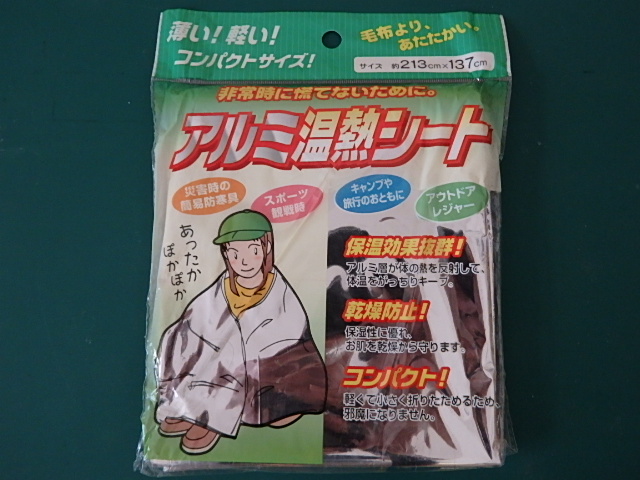 薄い！軽い！
コンパクトサイズ！
毛布より、
あたたかい。
サイズ 約213cm×137cm
非常時に慌てないために。
アルミ温熱シート
災害時の
簡易防寒具
スポーツ
観戦時
キャンプや
旅行のおともに
アウトドア
レジャー
あったか
ぽかぽか
保温効果抜群！
アルミ層が体の熱を反射して、
体温をがっちりキープ。
乾燥防止！
保湿性に優れ、
お肌を乾燥から守ります。
コンパクト！
軽くて小さく折りたためるため、
邪魔になりません。